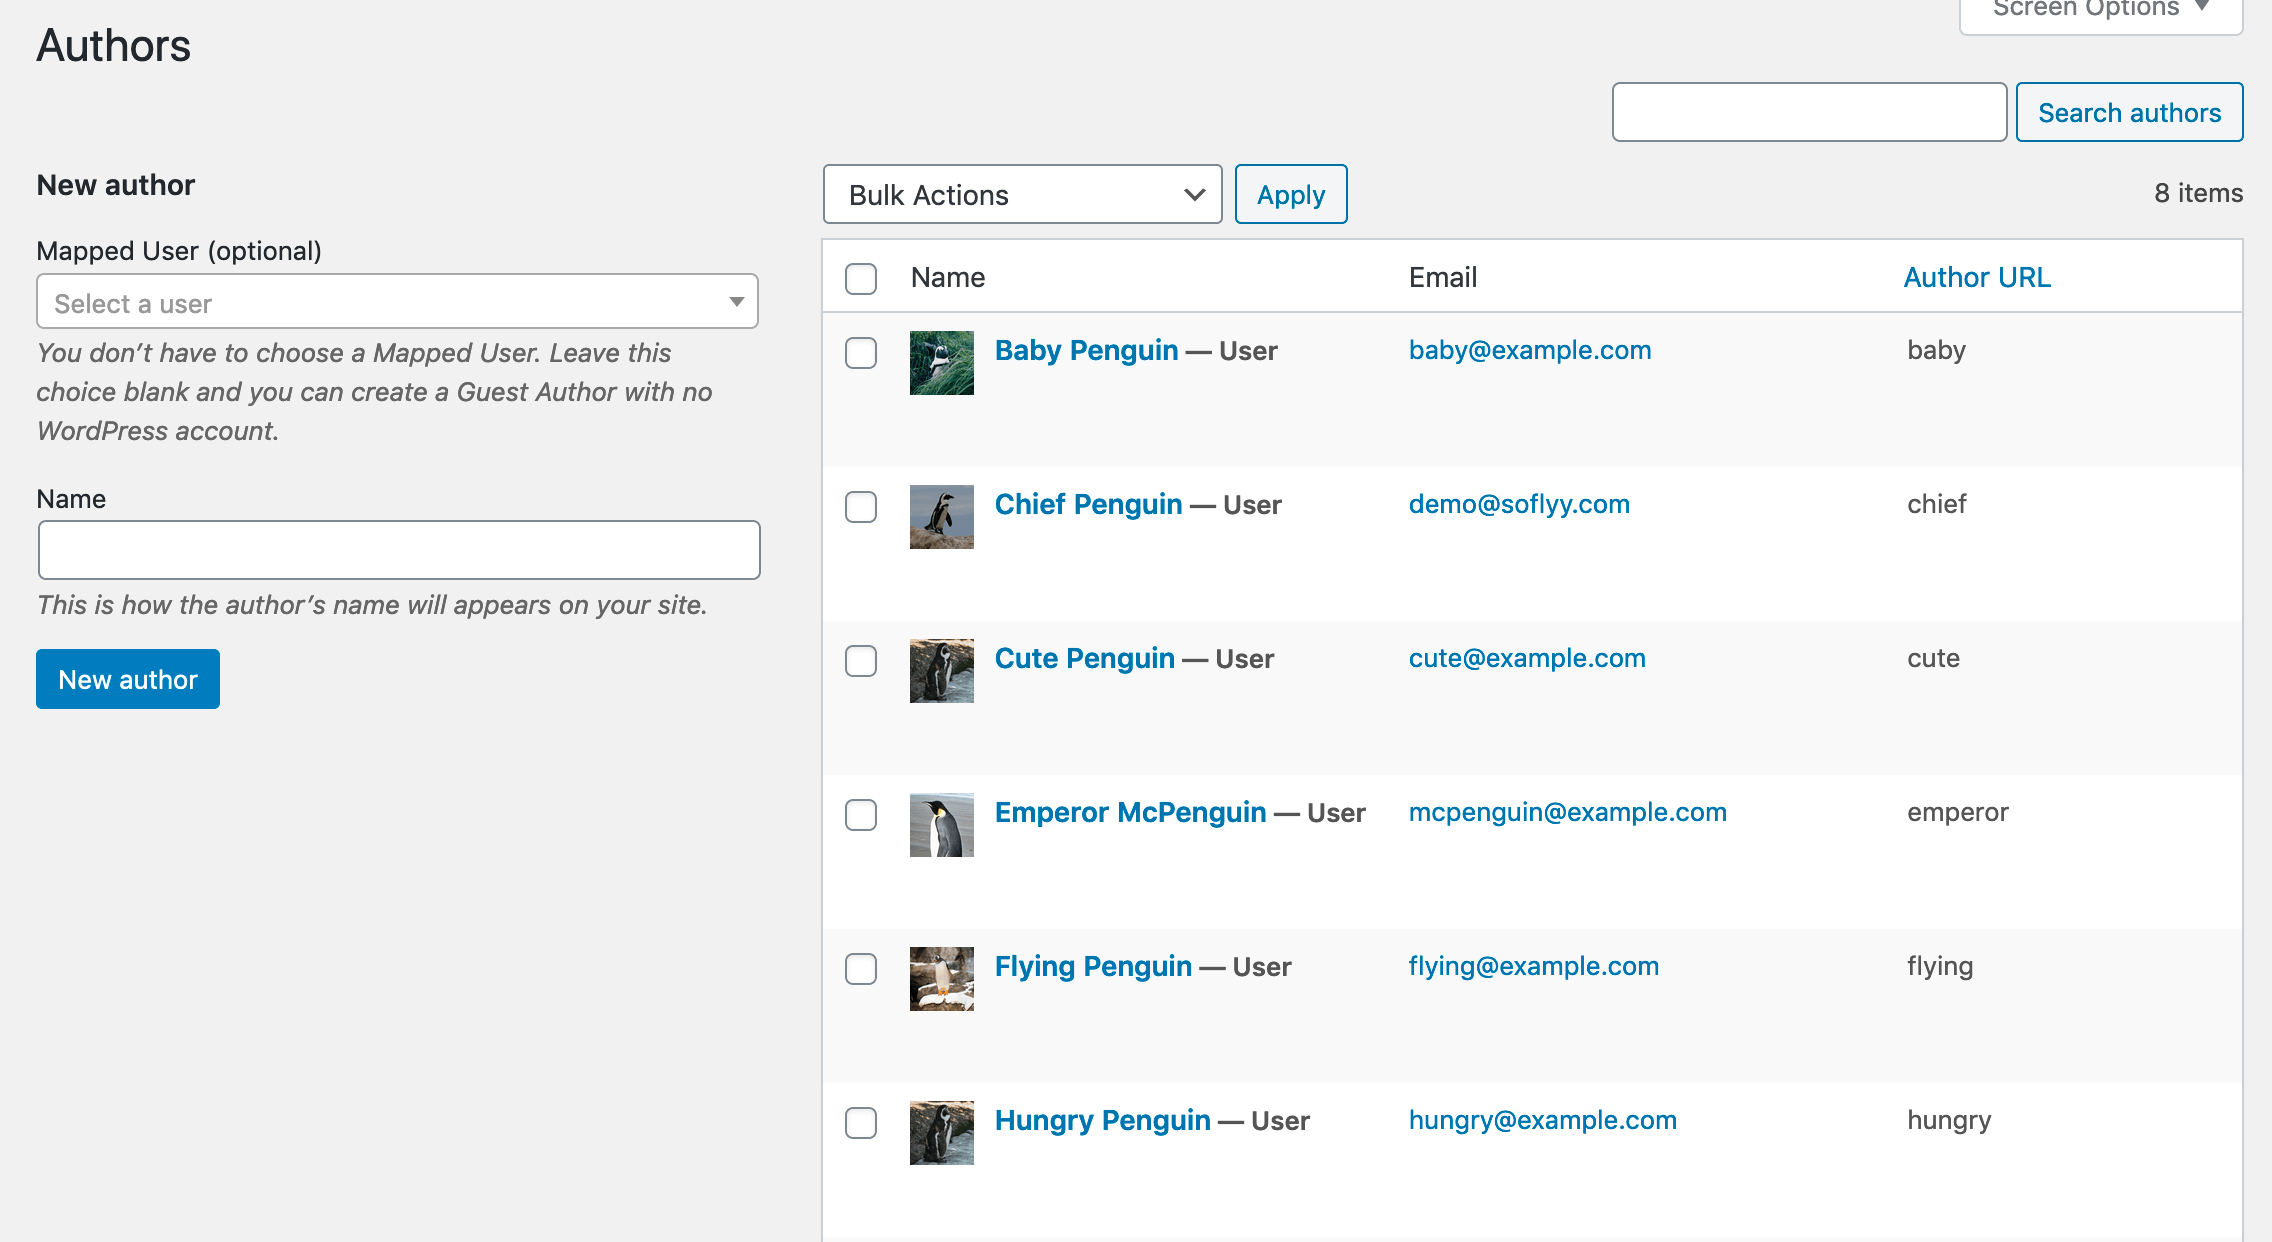 Screen Options
Authors
Search authors
New author
Bulk Actions
Apply
8 items
Mapped User (optional)
Select a user
You don’t have to choose a Mapped User. Leave this
choice blank and you can create a Guest Author with no
WordPress account.
Name
This is how the author’s name will appears on your site.
New author
Name Email Author URL
Baby Penguin — User baby@example.com baby
Chief Penguin — User demo@soflyy.com chief
Cute Penguin — User cute@example.com cute
Emperor McPenguin — User mcpenguin@example.com emperor
Flying Penguin — User flying@example.com flying
Hungry Penguin — User hungry@example.com hungry